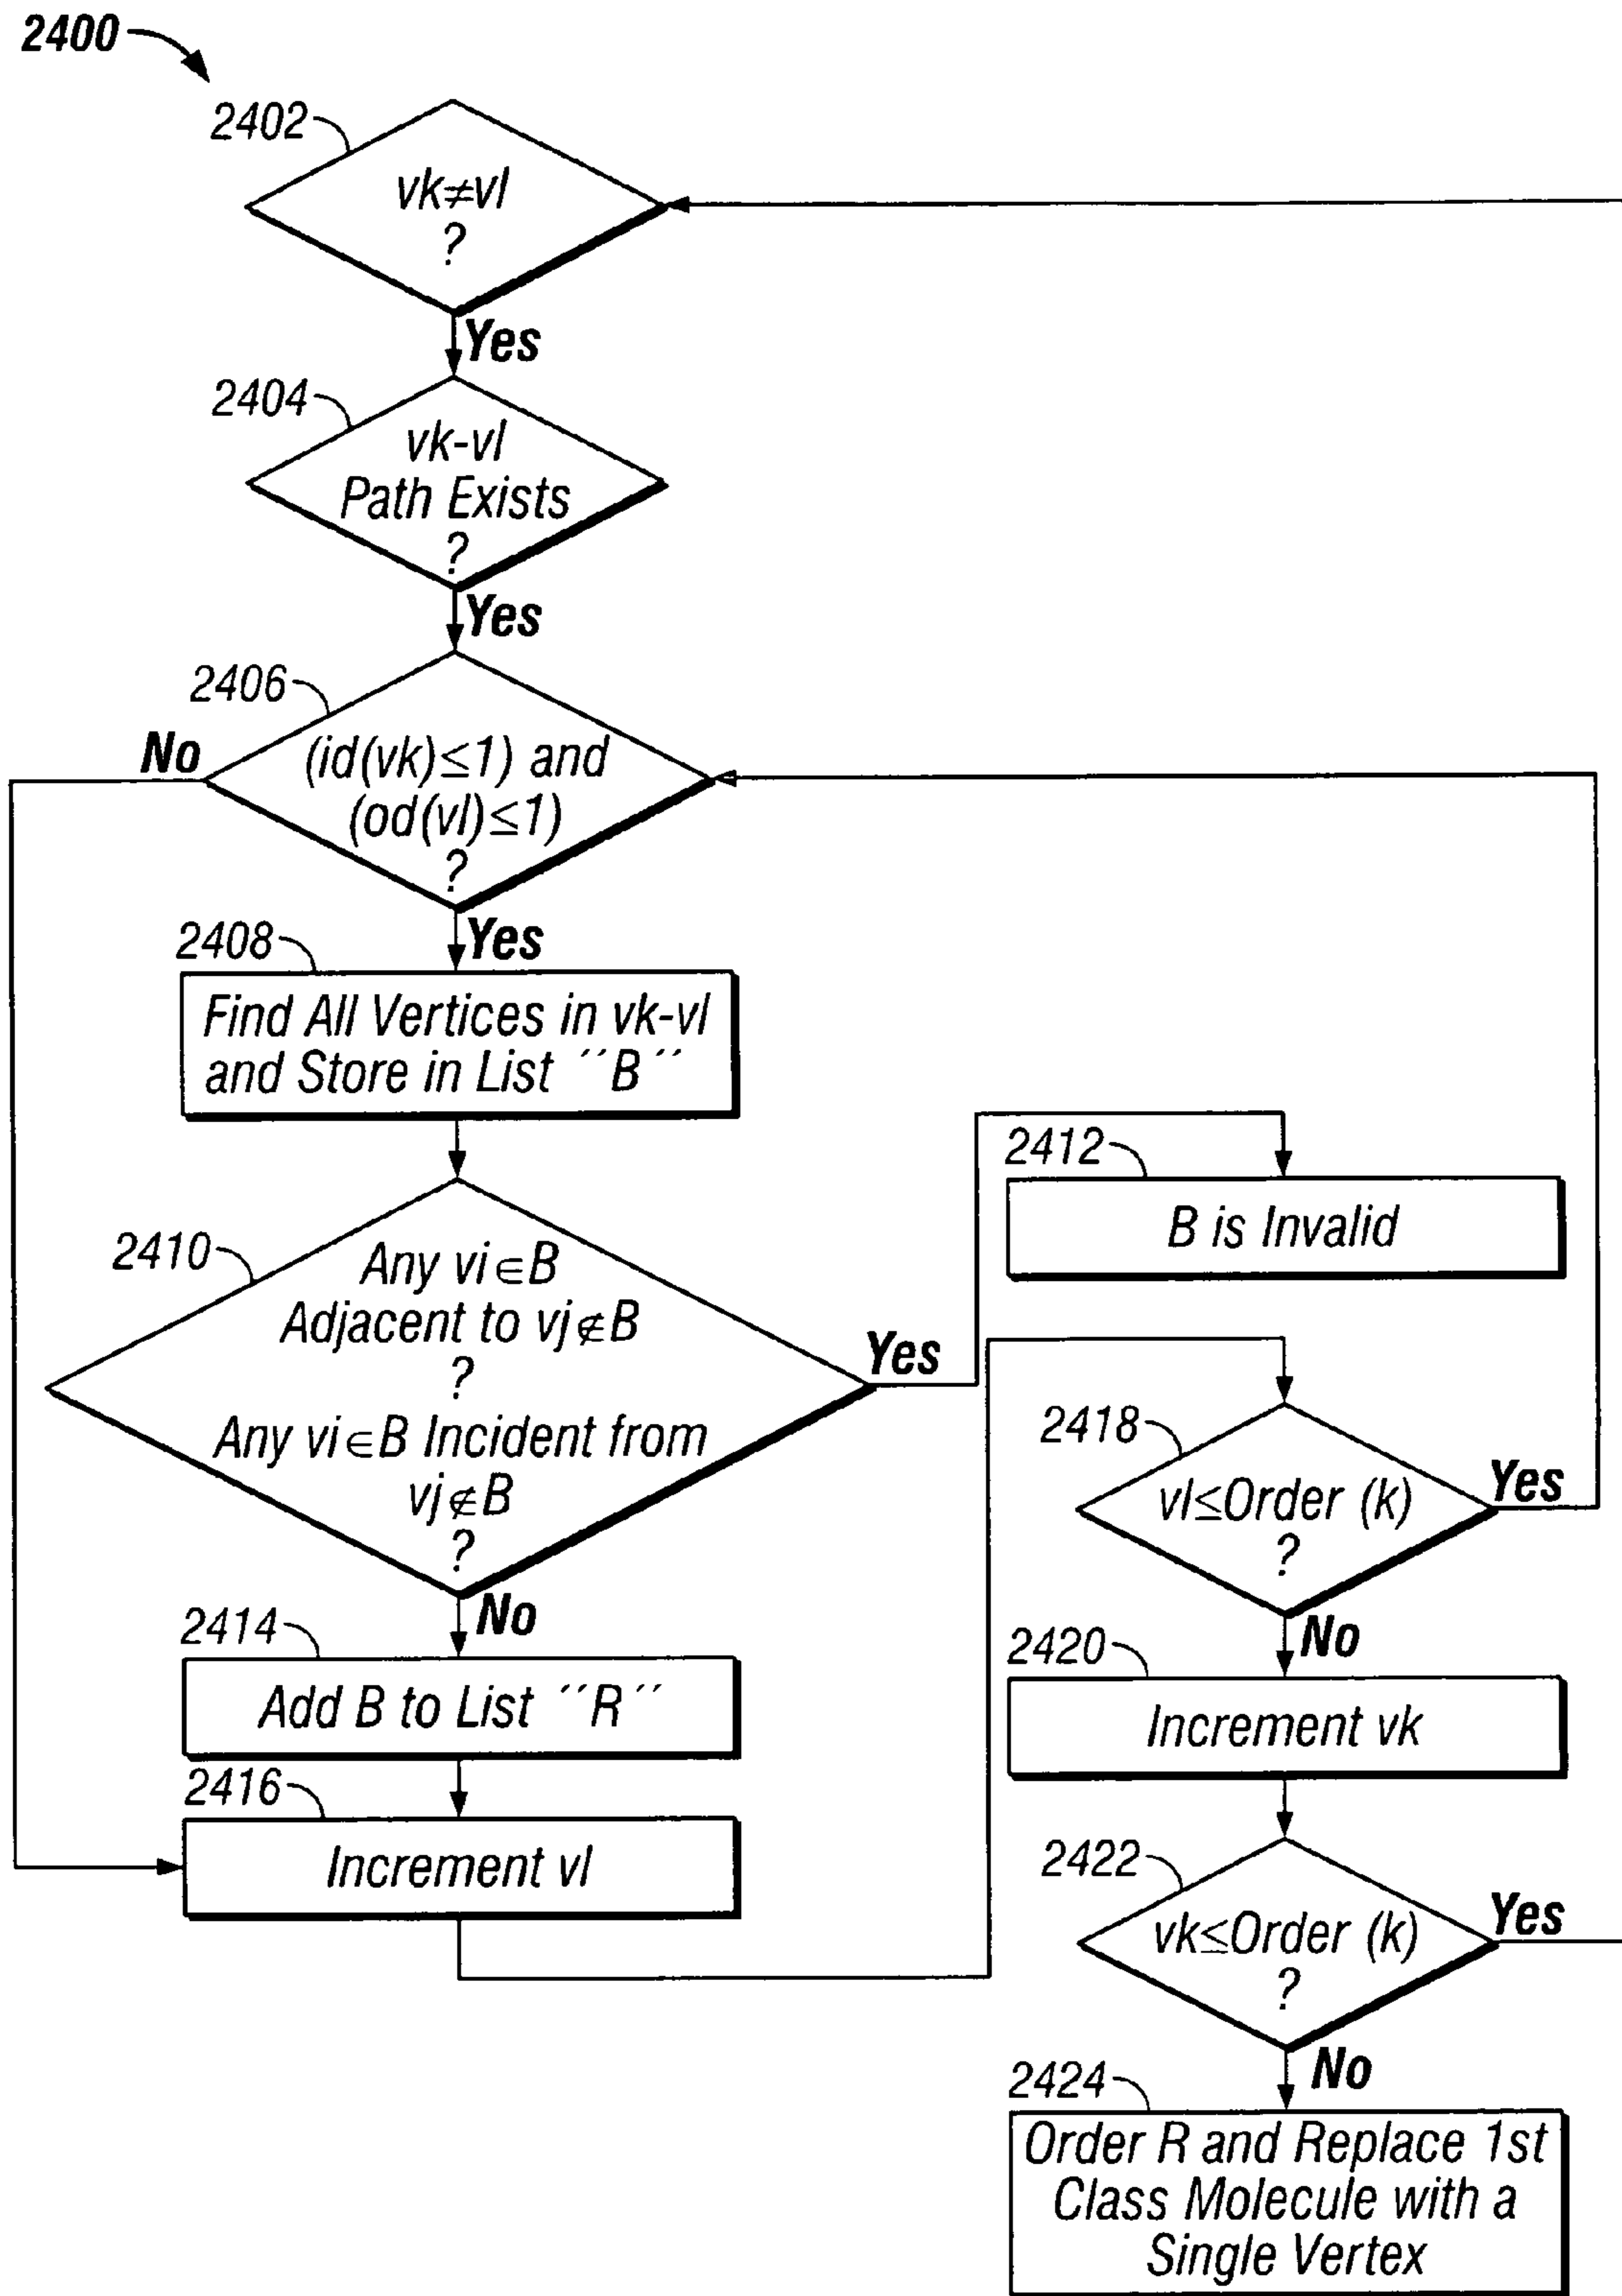 2400
2402
vk≠vl
?
Yes
2404
vk-vl
Path Exists
?
Yes
2406
No
(id(vk)≤1) and
(od(vl)≤1)
?
Yes
2408
Find All Vertices in vk-vl
and Store in List ´´B´´
2410
Any vi∈B
Adjacent to vj∉B
?
Any vi∈B Incident from
vj∉B
?
Yes
No
2412
B is Invalid
2414
Add B to List ´´R´´
2416
Increment vl
2418
vl≤Order (k)
?
Yes
No
2420
Increment vk
2422
vk≤Order (k)
?
Yes
No
2424
Order R and Replace 1st
Class Molecule with a
Single Vertex